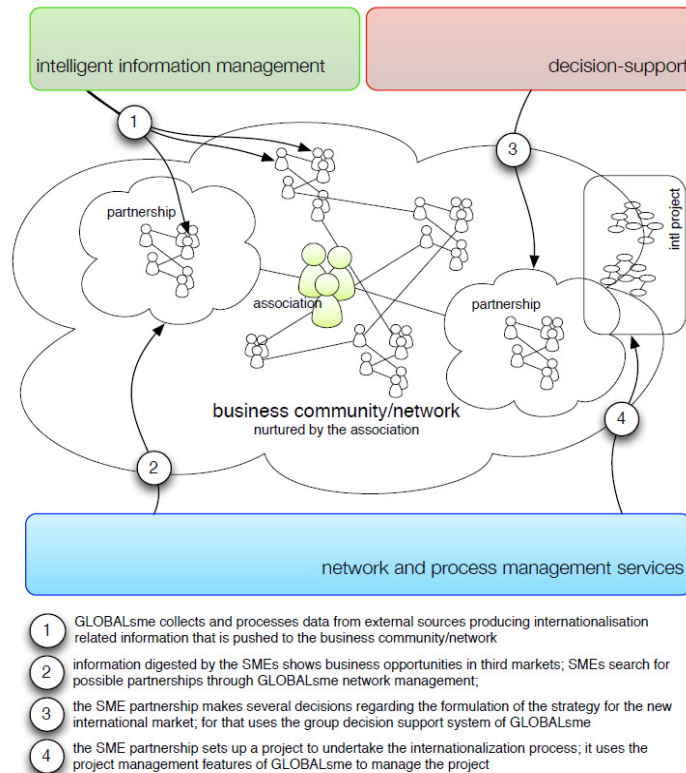 intelligent information management
decision-support
1
3
partnership
intl project
association
partnership
business community/network
nurtured by the association
4
2
network and process management services
1 GLOBALsme collects and processes data from external sources producing internationalisation
related information that is pushed to the business community/network
2 information digested by the SMEs shows business opportunities in third markets; SMEs search for
possible partnerships through GLOBALsme network management;
3 the SME partnership makes several decisions regarding the formulation of the strategy for the new
international market; for that uses the group decision support system of GLOBALsme
4 the SME partnership sets up a project to undertake the internationalization process; it uses the
project management features of GLOBALsme to manage the project